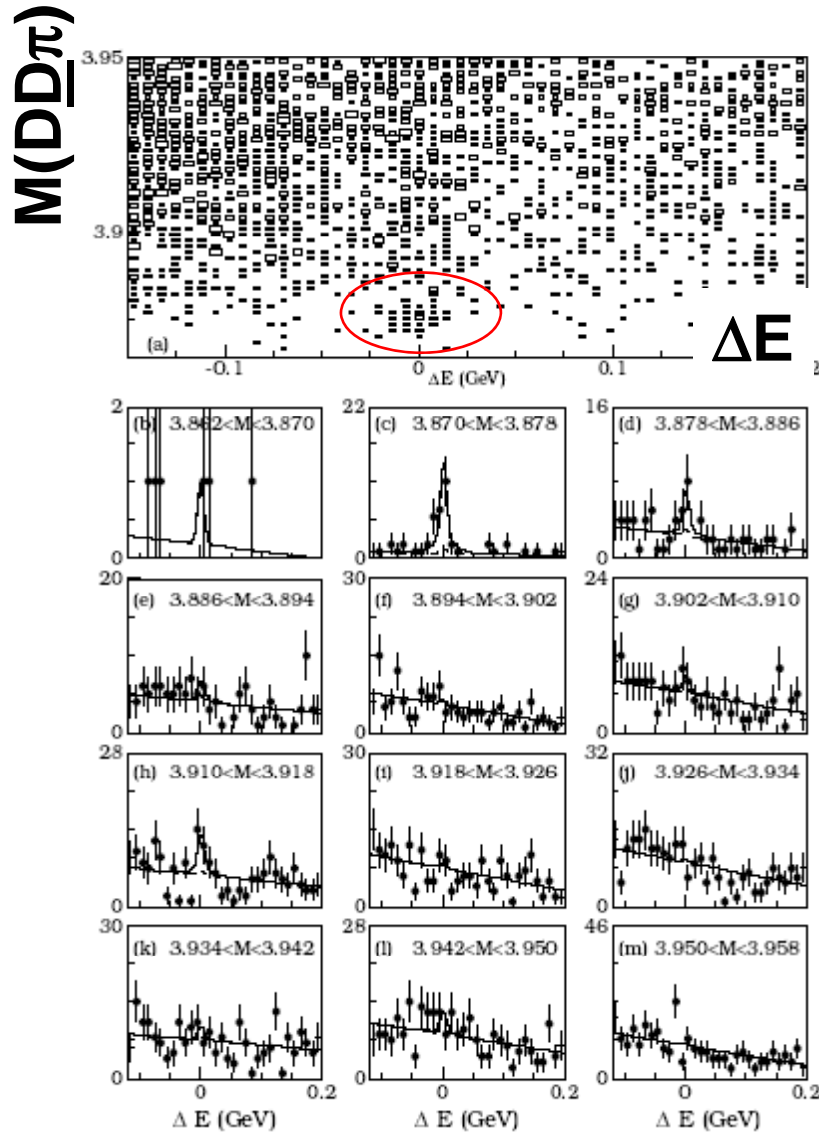 M(DDπ)
3.95
3.9
(a)
-0.1 0 0.1 2
ΔE (GeV)
ΔE
2 (b) 3.862<M<3.870
0
22 (c) 3.870<M<3.878
0
16 (d) 3.878<M<3.886
0
20 (e) 3.886<M<3.894
0
30 (f) 3.894<M<3.902
0
24 (g) 3.902<M<3.910
0
28 (h) 3.910<M<3.918
0
30 (i) 3.918<M<3.926
0
32 (j) 3.926<M<3.934
0
30 (k) 3.934<M<3.942
0
28 (l) 3.942<M<3.950
0
46 (m) 3.950<M<3.958
0
0 0.2 0 0.2 0 0.2
Δ E (GeV) Δ E (GeV) Δ E (GeV)